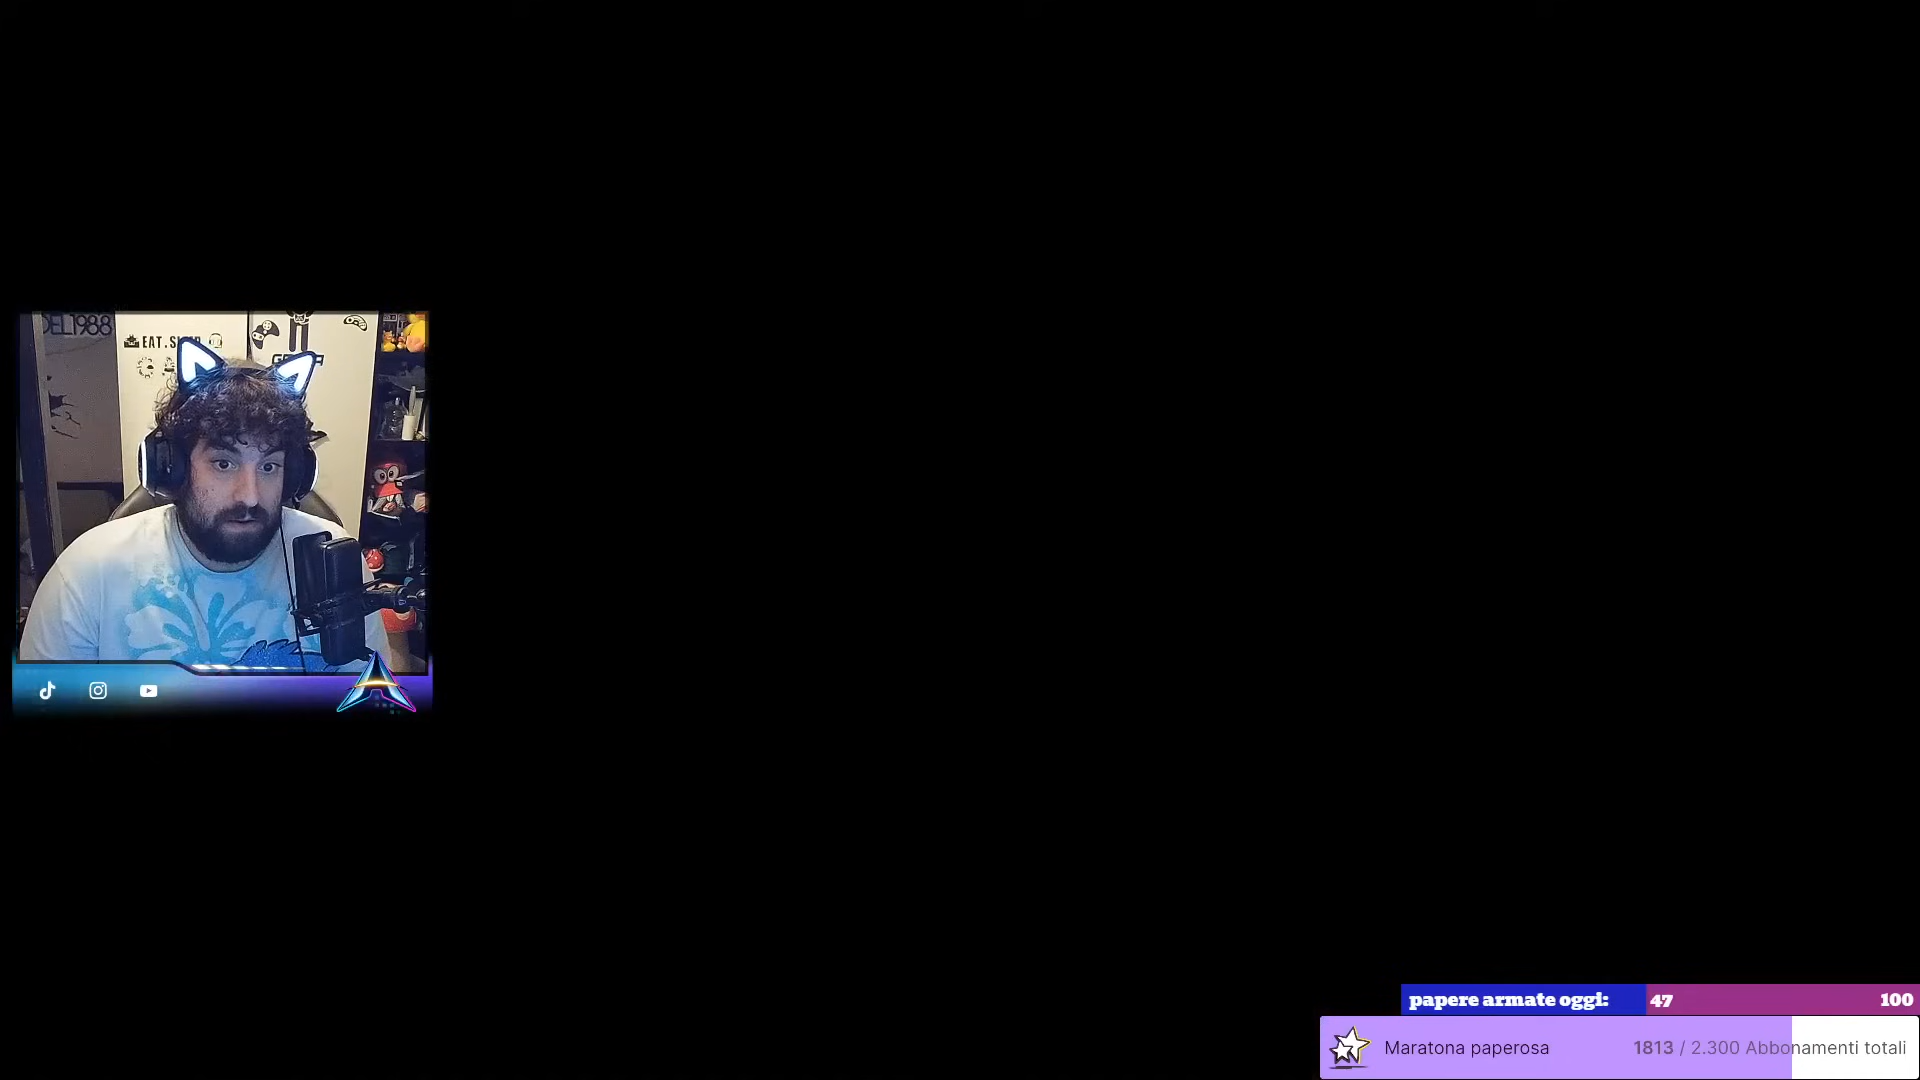 DEL1988
EAT.
papere armate oggi: 47 100
Maratona paperosa 1813 / 2.300 Abbonamenti totali